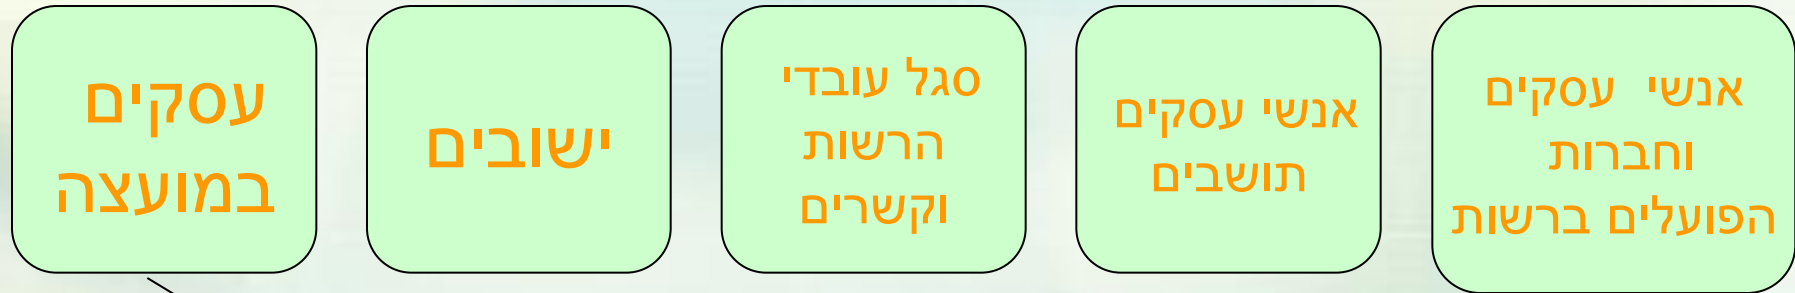 אנשי עסקים
וחברות
הפועלים ברשות
אנשי עסקים
תושבים
סגל עובדי
הרשות
וקשרים
ישובים
עסקים
במועצה